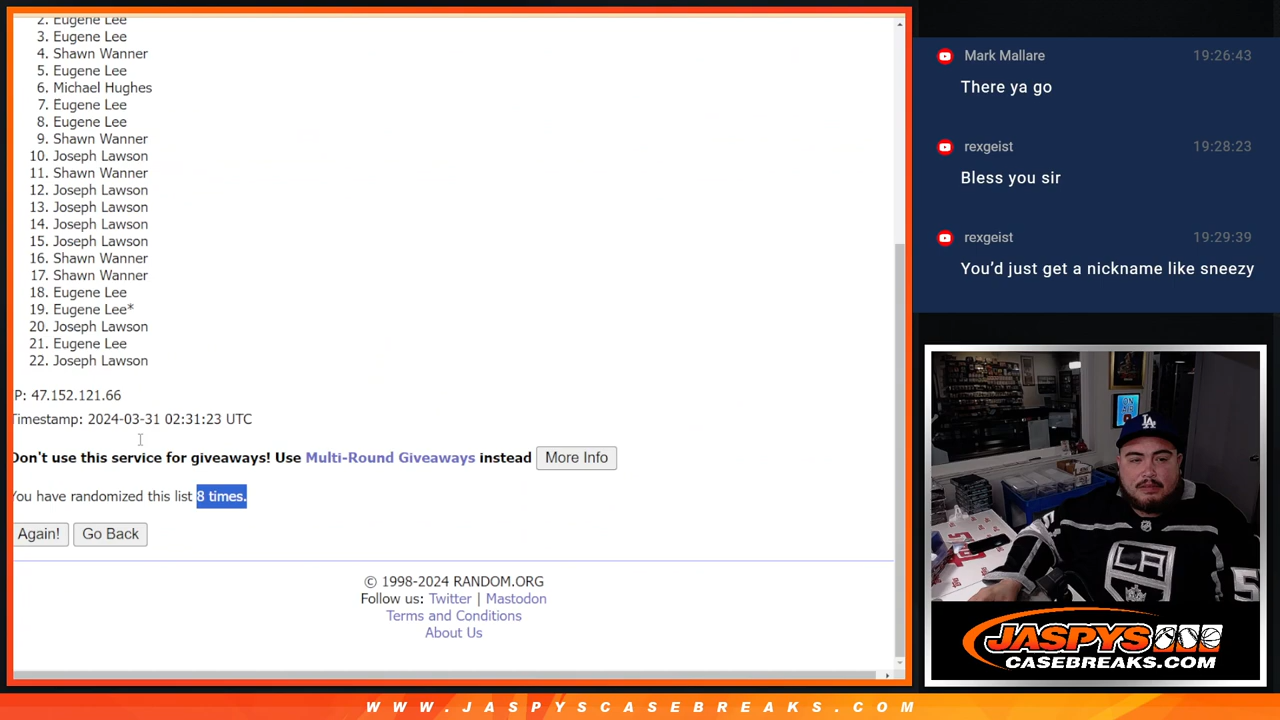 2. Eugene Lee
3. Eugene Lee
4. Shawn Wanner
5. Eugene Lee
6. Michael Hughes
7. Eugene Lee
8. Eugene Lee
9. Shawn Wanner
10. Joseph Lawson
11. Shawn Wanner
12. Joseph Lawson
13. Joseph Lawson
14. Joseph Lawson
15. Joseph Lawson
16. Shawn Wanner
17. Shawn Wanner
18. Eugene Lee
19. Eugene Lee*
20. Joseph Lawson
21. Eugene Lee
22. Joseph Lawson
P: 47.152.121.66
Timestamp: 2024-03-31 02:31:23 UTC
Don't use this service for giveaways! Use Multi-Round Giveaways instead More Info
You have randomized this list 8 times.
Again! Go Back
© 1998-2024 RANDOM.ORG
Follow us: Twitter | Mastodon
Terms and Conditions
About Us
Mark Mallare 19:26:43
There ya go
rexgeist 19:28:23
Bless you sir
rexgeist 19:29:39
You’d just get a nickname like sneezy
ON AIR
LA
LA
JASPYS
CASEBREAKS.COM
WWW.JASPYSCASEBREAKS.COM